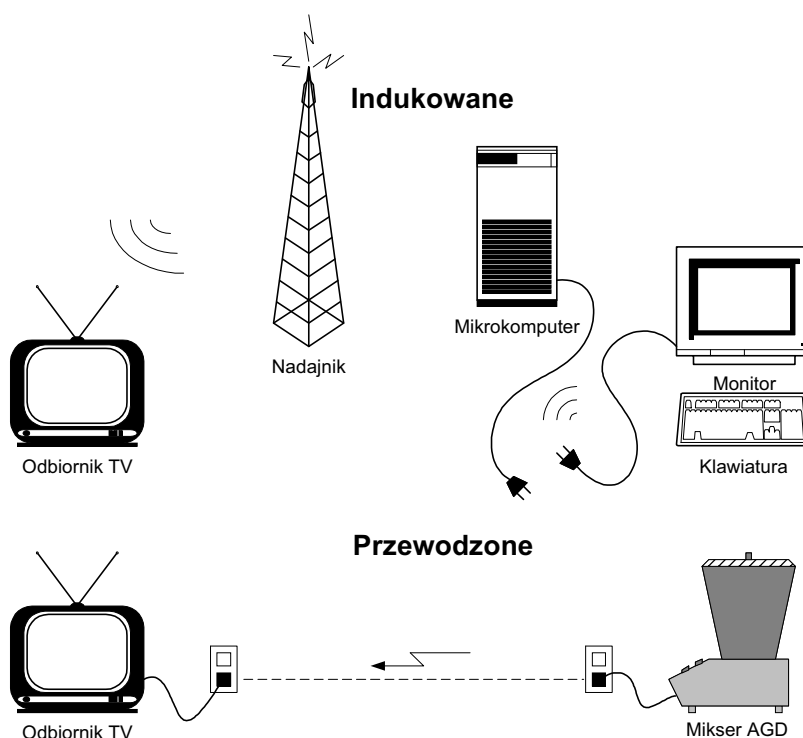 Indukowane
Mikrokomputer
Nadajnik
Monitor
Odbiornik TV
Klawiatura
Przewodzone
Odbiornik TV
Mikser AGD